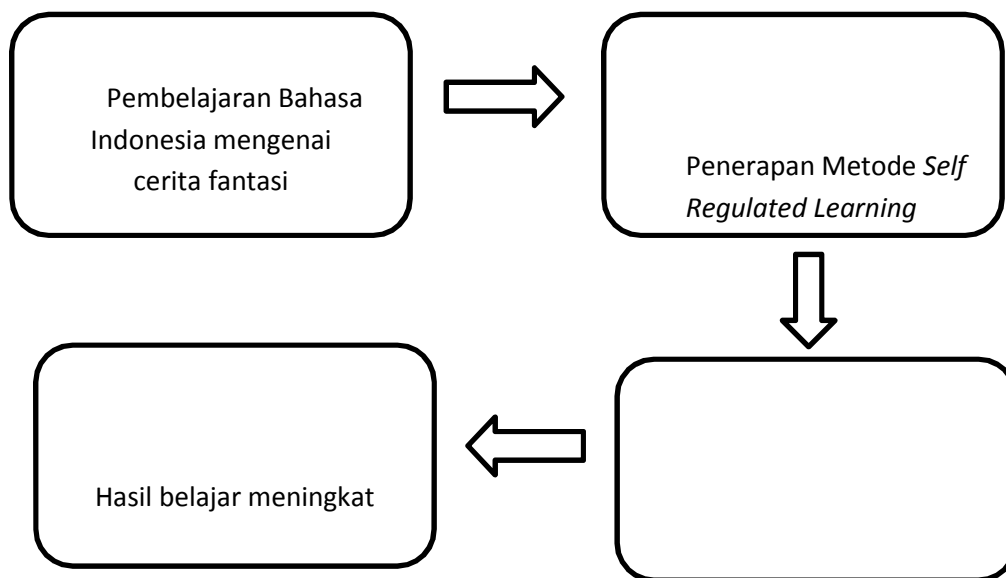 Pembelajaran Bahasa
Indonesia mengenai
cerita fantasi
Penerapan Metode Self
Regulated Learning
Hasil belajar meningkat